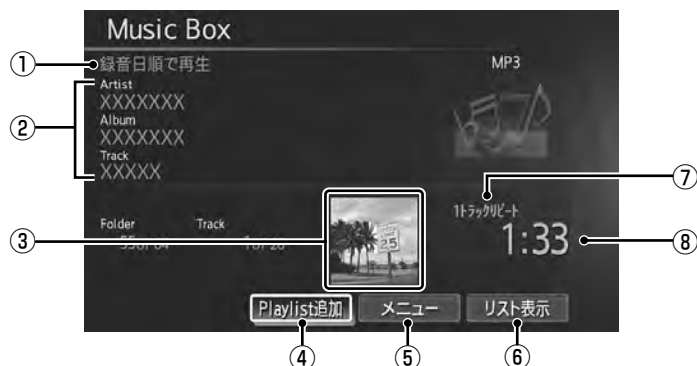 Music Box
① 録音日順で再生
MP3
② Artist
XXXXXXX
Album
XXXXXXX
Track
XXXXX
⑦
1トラックリピート
③ Folder Track
1:33 ⑧
25
Playlist追加 メニュー リスト表示
④ ⑤ ⑥